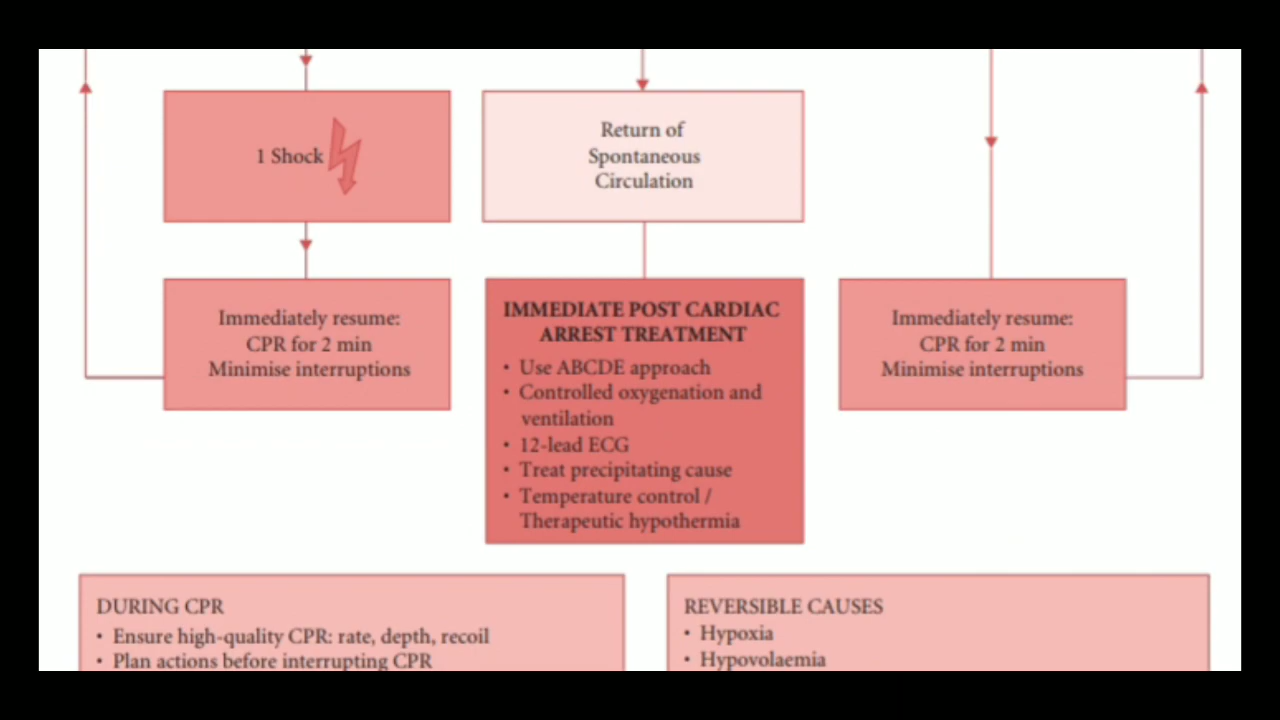 1 Shock
Return of
Spontaneous
Circulation
Immediately resume:
CPR for 2 min
Minimise interruptions
IMMEDIATE POST CARDIAC
ARREST TREATMENT
• Use ABCDE approach
• Controlled oxygenation and
ventilation
• 12-lead ECG
• Treat precipitating cause
• Temperature control /
Therapeutic hypothermia
Immediately resume:
CPR for 2 min
Minimise interruptions
DURING CPR
• Ensure high-quality CPR: rate, depth, recoil
• Plan actions before interrupting CPR
REVERSIBLE CAUSES
• Hypoxia
• Hypovolaemia